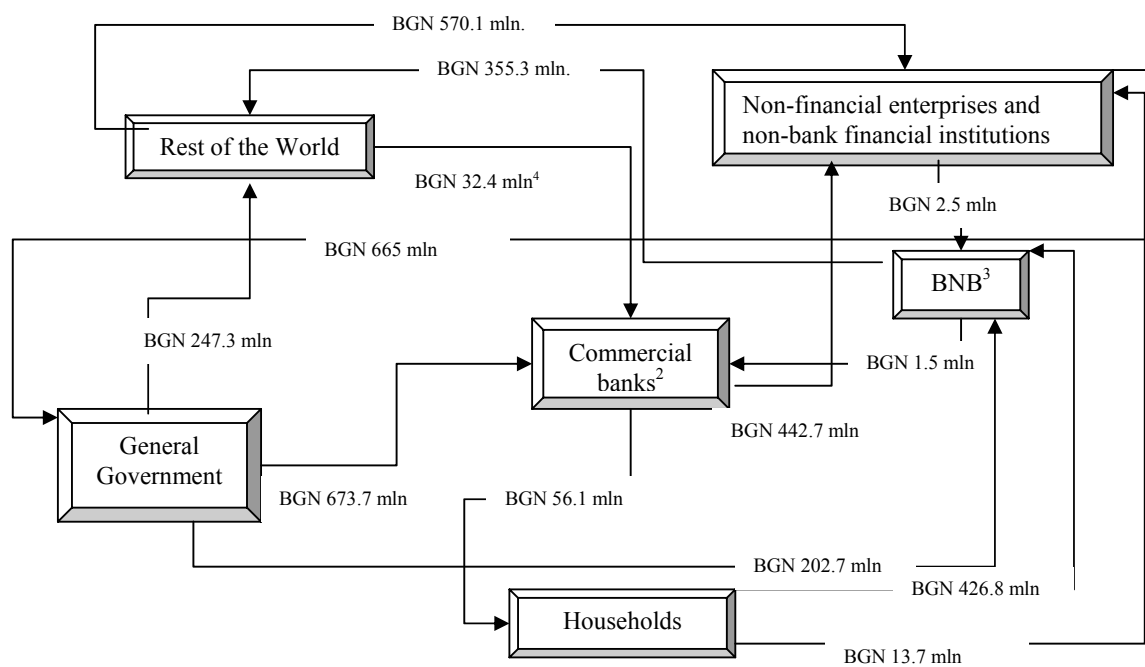 BGN 570.1 mln.
BGN 355.3 mln.
Non-financial enterprises and
non-bank financial institutions
Rest of the World
BGN 32.4 mln⁴
BGN 2.5 mln
BGN 665 mln
BNB³
BGN 247.3 mln
Commercial
banks²
BGN 1.5 mln
General
Government
BGN 442.7 mln
BGN 673.7 mln
BGN 56.1 mln
BGN 202.7 mln
BGN 426.8 mln
Households
BGN 13.7 mln